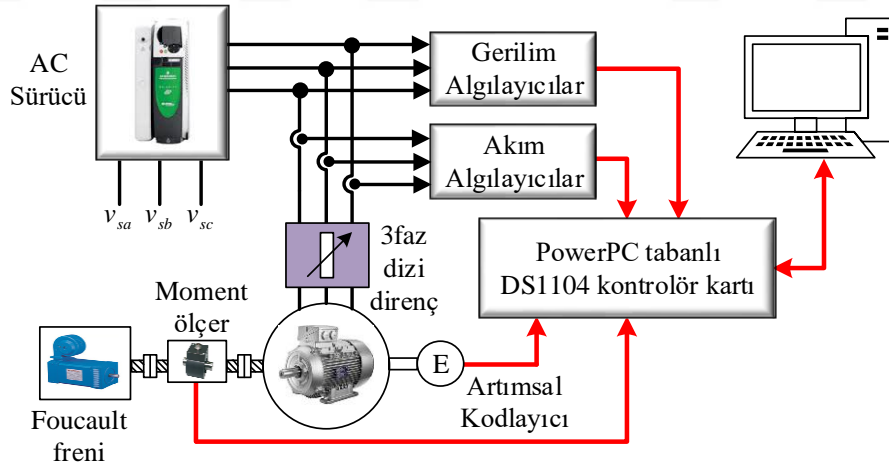 AC
Sürücü
v_sa v_sb v_sc
Gerilim
Algılayıcılar
Akım
Algılayıcılar
3faz
dizi
direnç
PowerPC tabanlı
DS1104 kontrolör kartı
Moment
ölçer
E
Artımsal
Kodlayıcı
Foucault
freni